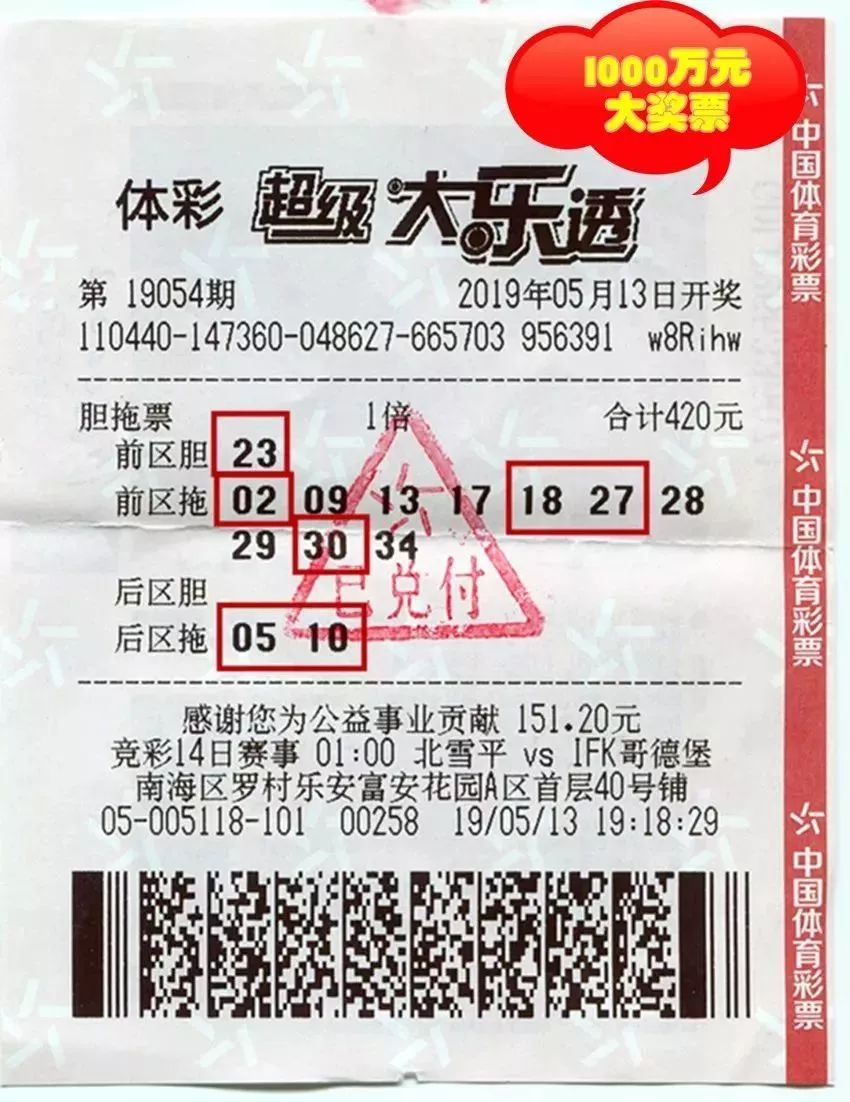 1000万元
大奖票
体彩 超级 大乐透
第 19054期 2019年05月13日开奖
110440-147360-048627-665703 956391 w8Rihw
胆拖票 1倍 合计420元
前区胆 23
前区拖 02 09 13 17 18 27 28
29 30 34
后区胆
后区拖 05 10
已兑付
感谢您为公益事业贡献 151.20元
竞彩14日赛事 01:00 北雪平 vs IFK哥德堡
南海区罗村乐安富安花园A区首层40号铺
05-005118-101 00258 19/05/13 19:18:29
中国体育彩票
中国体育彩票
中国体育彩票